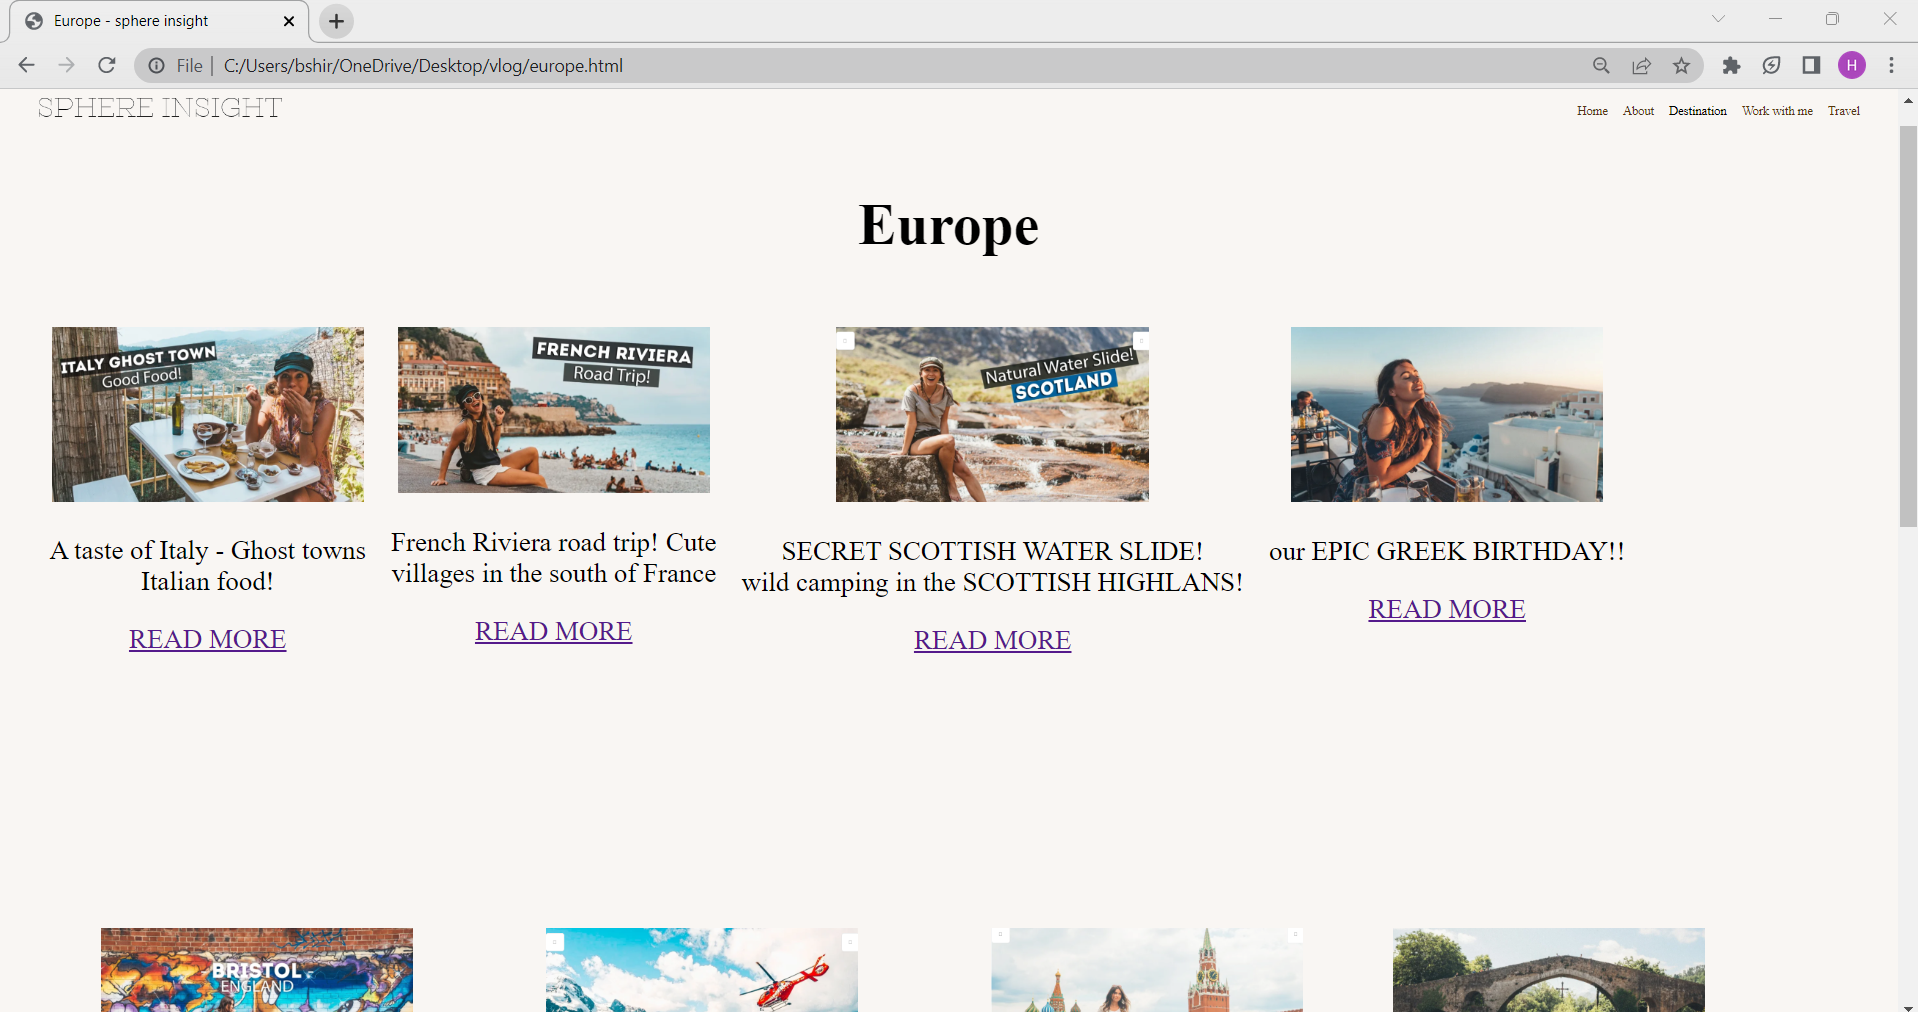 Europe - sphere insight
File | C:/Users/bshir/OneDrive/Desktop/vlog/europe.html
H
SPHERE INSIGHT
Home About Destination Work with me Travel
Europe
ITALY GHOST TOWN
Good Food!
FRENCH RIVIERA
Road Trip!
Natural Water Slide!
SCOTLAND
A taste of Italy - Ghost towns
Italian food!
READ MORE
French Riviera road trip! Cute
villages in the south of France
READ MORE
SECRET SCOTTISH WATER SLIDE!
wild camping in the SCOTTISH HIGHLANS!
READ MORE
our EPIC GREEK BIRTHDAY!!
READ MORE
BRISTOL
ENGLAND